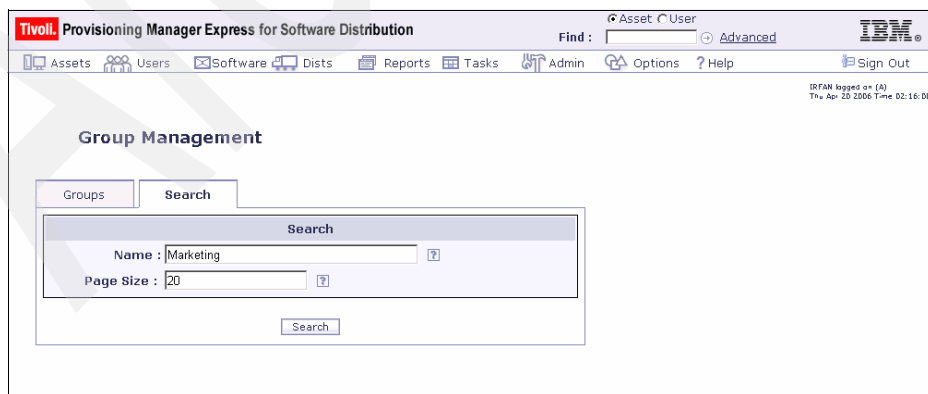 Asset User
Tivoli. Provisioning Manager Express for Software Distribution
Find :
Advanced
IBM®
Assets Users Software Dists Reports Tasks Admin Options ? Help Sign Out
IRFAN logged on (A)
Thu Apr 20 2006 Time 02:16:
Group Management
Groups Search
Search
Name : Marketing ?
Page Size : 20 ?
Search